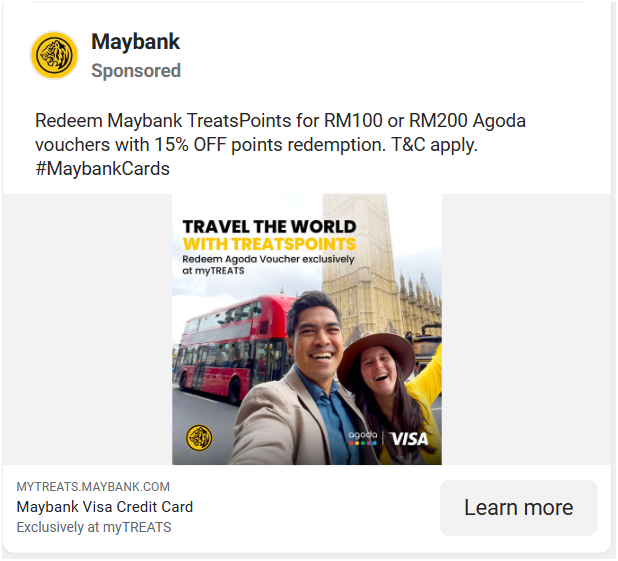 Maybank
Sponsored
Redeem Maybank TreatsPoints for RM100 or RM200 Agoda
vouchers with 15% OFF points redemption. T&C apply.
#MaybankCards
TRAVEL THE WORLD
WITH TREATSPOINTS
Redeem Agoda Voucher exclusively
at myTREATS
agoda
VISA
MYTREATS.MAYBANK.COM
Maybank Visa Credit Card
Exclusively at myTREATS
Learn more